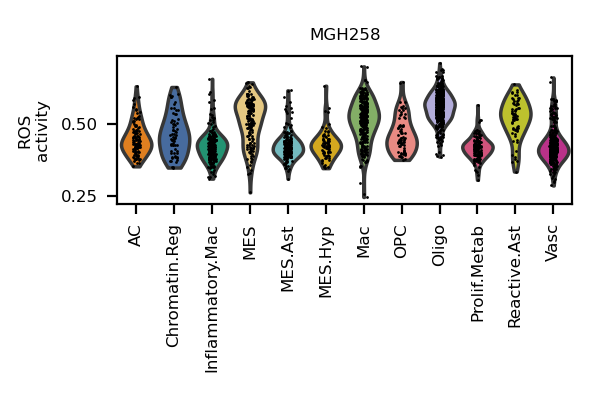 MGH258
ROS
activity
0.50
0.25
AC
Chromatin.Reg
Inflammatory.Mac
MES
MES.Ast
MES.Hyp
Mac
OPC
Oligo
Prolif.Metab
Reactive.Ast
Vasc